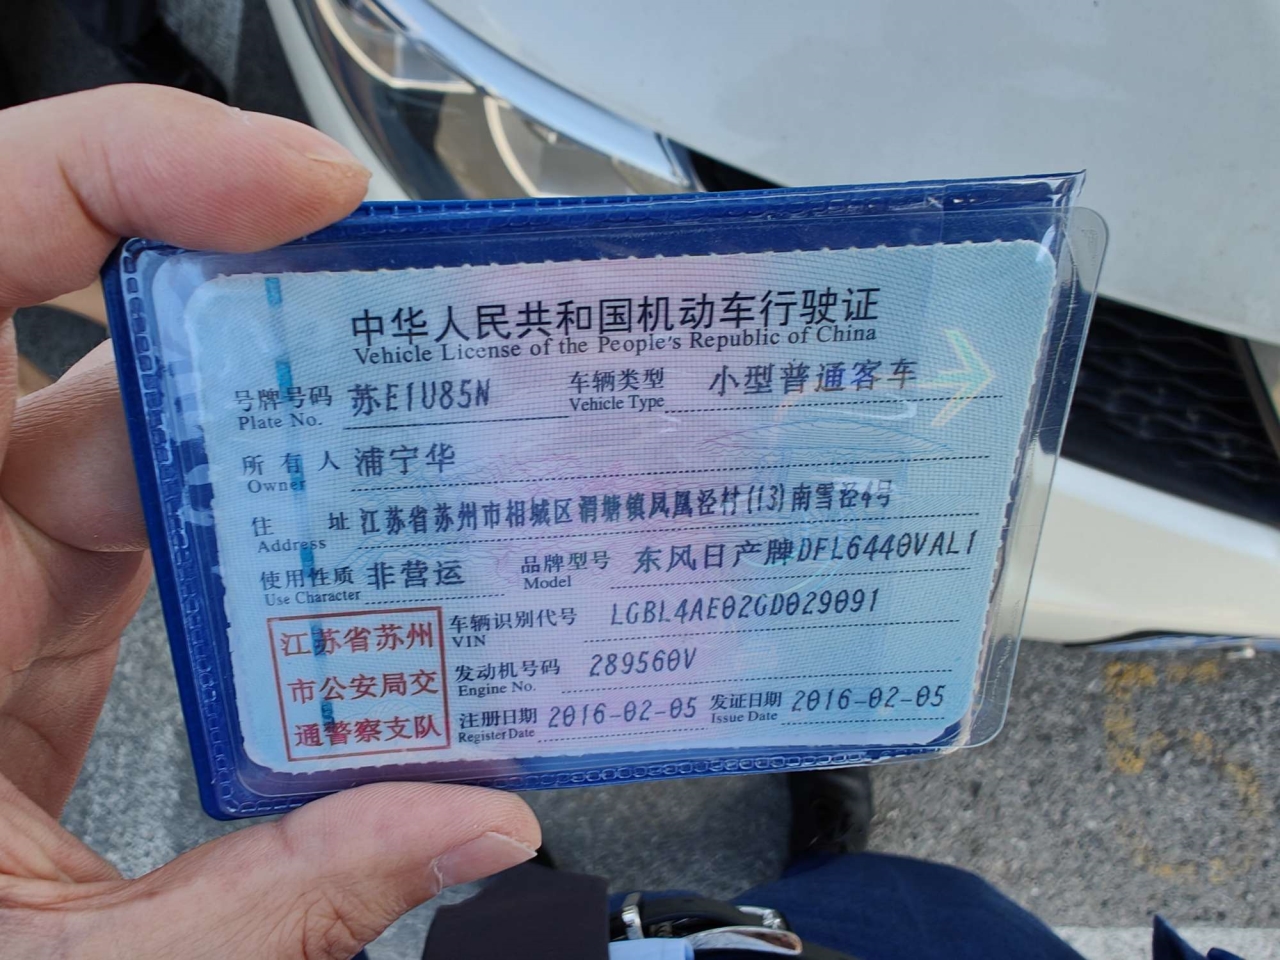 中华人民共和国机动车行驶证
Vehicle License of the People's Republic of China
号牌号码 苏E1U85N 车辆类型 小型普通客车
Plate No. Vehicle Type
所有人 浦宁华
Owner
住址 江苏省苏州市相城区渭塘镇凤凰泾村(13)南雪泾4号
Address
使用性质 非营运 品牌型号 东风日产牌DFL6440VAL1
Use Character Model
江苏省苏州
市公安局交
通警察支队
车辆识别代号 LGBL4AE02GD029091
VIN
发动机号码 289560V
Engine No.
注册日期 2016-02-05 发证日期 2016-02-05
Register Date Issue Date